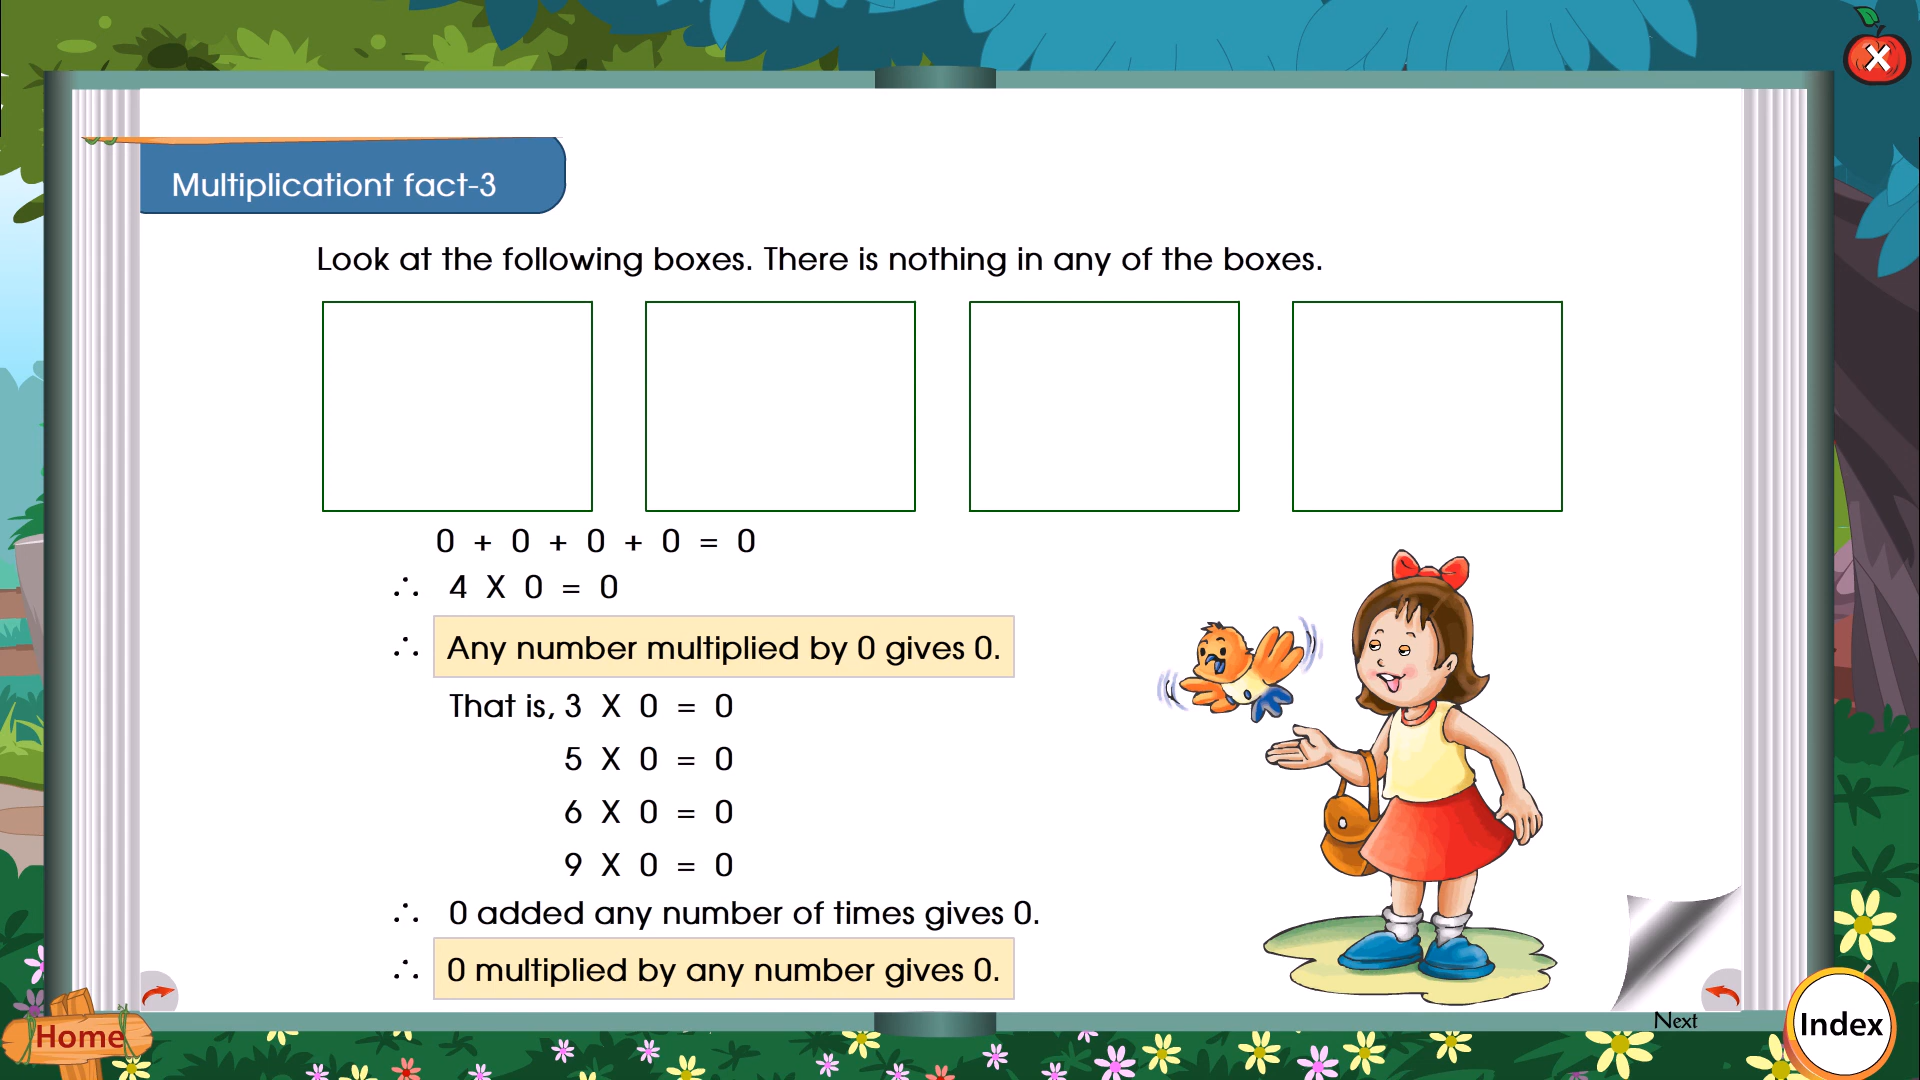 Multiplicationt fact-3
Look at the following boxes. There is nothing in any of the boxes.
0 + 0 + 0 + 0 = 0
∴ 4 X 0 = 0
∴ Any number multiplied by 0 gives 0.
That is, 3 X 0 = 0
5 X 0 = 0
6 X 0 = 0
9 X 0 = 0
∴ 0 added any number of times gives 0.
∴ 0 multiplied by any number gives 0.
Home
Next
Index